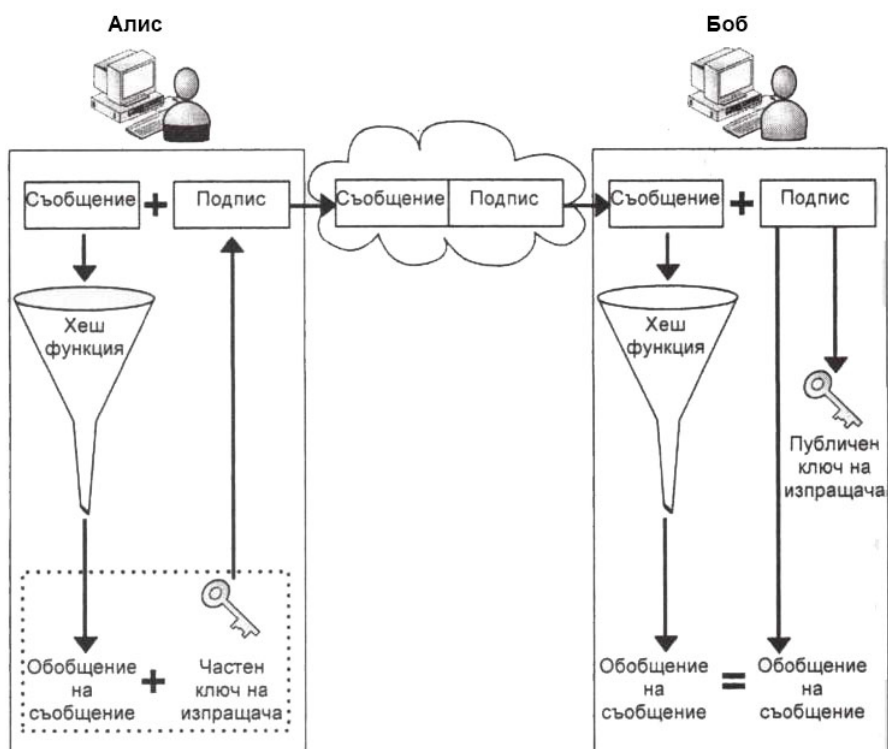 Алис
Боб
Съобщение + Подпис
Съобщение Подпис
Съобщение + Подпис
Хеш
функция
Хеш
функция
Публичен
ключ на
изпращача
Обобщение
на
съобщение
+
Частен
ключ на
изпращача
Обобщение
на
съобщение
=
Обобщение
на
съобщение